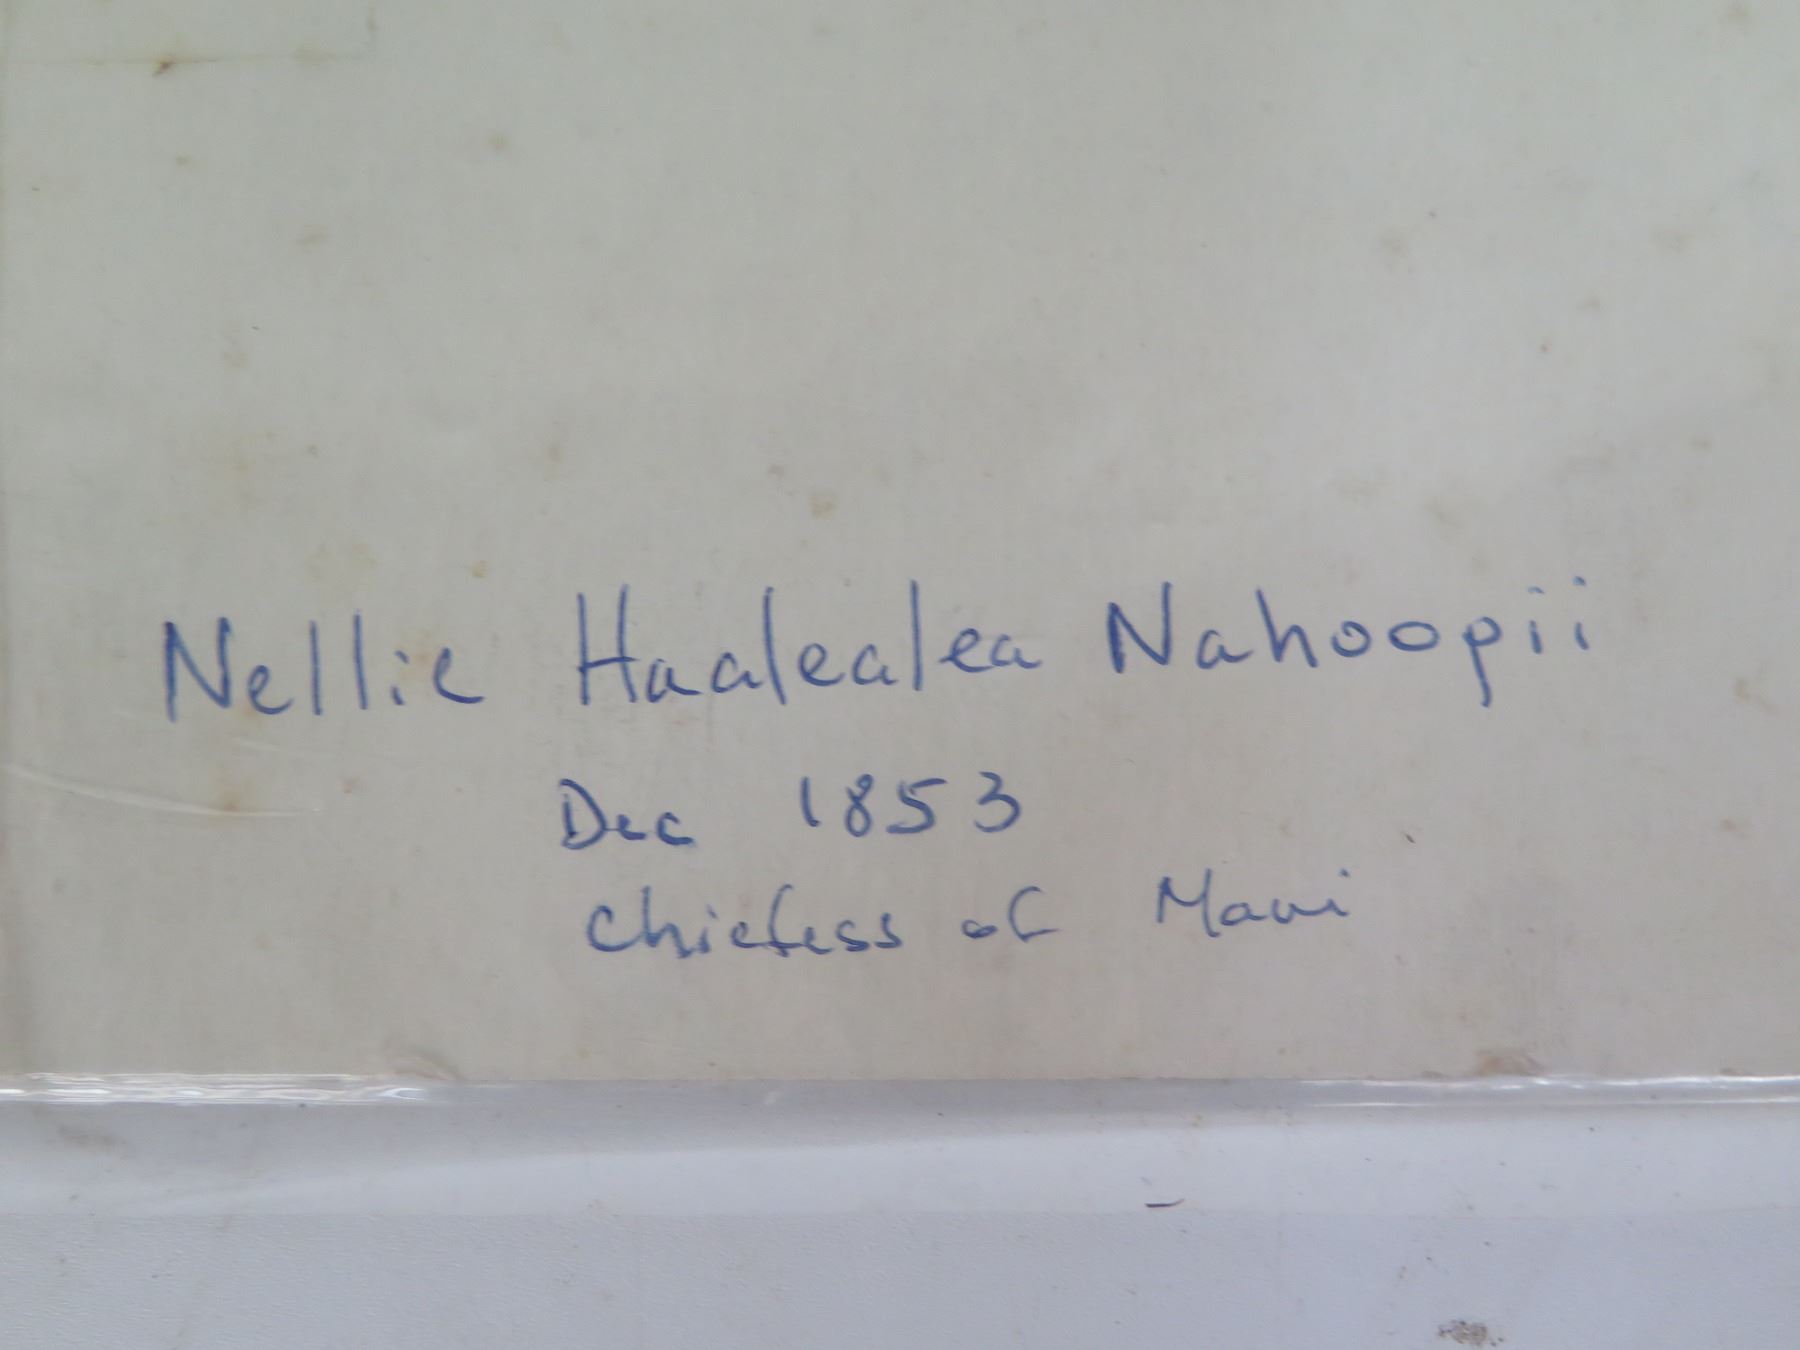 Nellie Haalealea Nahoopii
Dec 1853
Chiefess of Maui